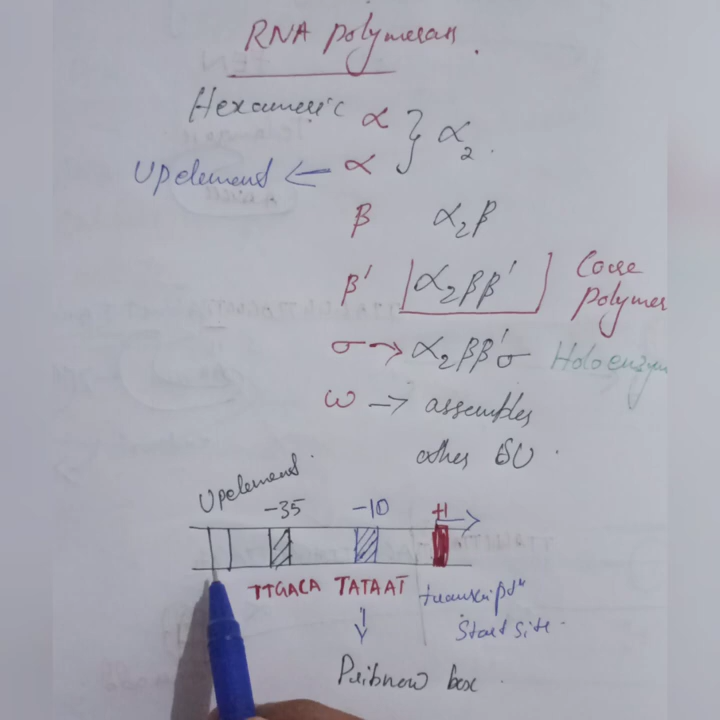 RNA polymerase.
Hexameric α } α2.
Upelement ← α
β α2β
β' [α2ββ'] Core
polymer
σ → α2ββ'σ Holoenzym
ω → assembles
other SU.
Upelement.
-35 -10 +1
TTGACA TATAAT transcriptn
Start site.
Pribnow box.